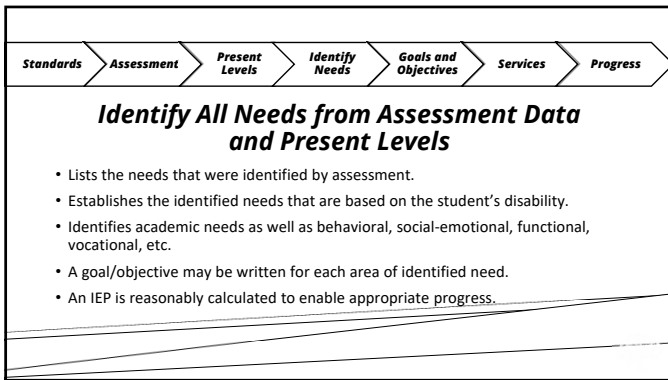 Standards
Assessment
Present
Levels
Identify
Needs
Goals and
Objectives
Services
Progress
Identify All Needs from Assessment Data
and Present Levels
• Lists the needs that were identified by assessment.
• Establishes the identified needs that are based on the student’s disability.
• Identifies academic needs as well as behavioral, social-emotional, functional,
vocational, etc.
• A goal/objective may be written for each area of identified need.
• An IEP is reasonably calculated to enable appropriate progress.